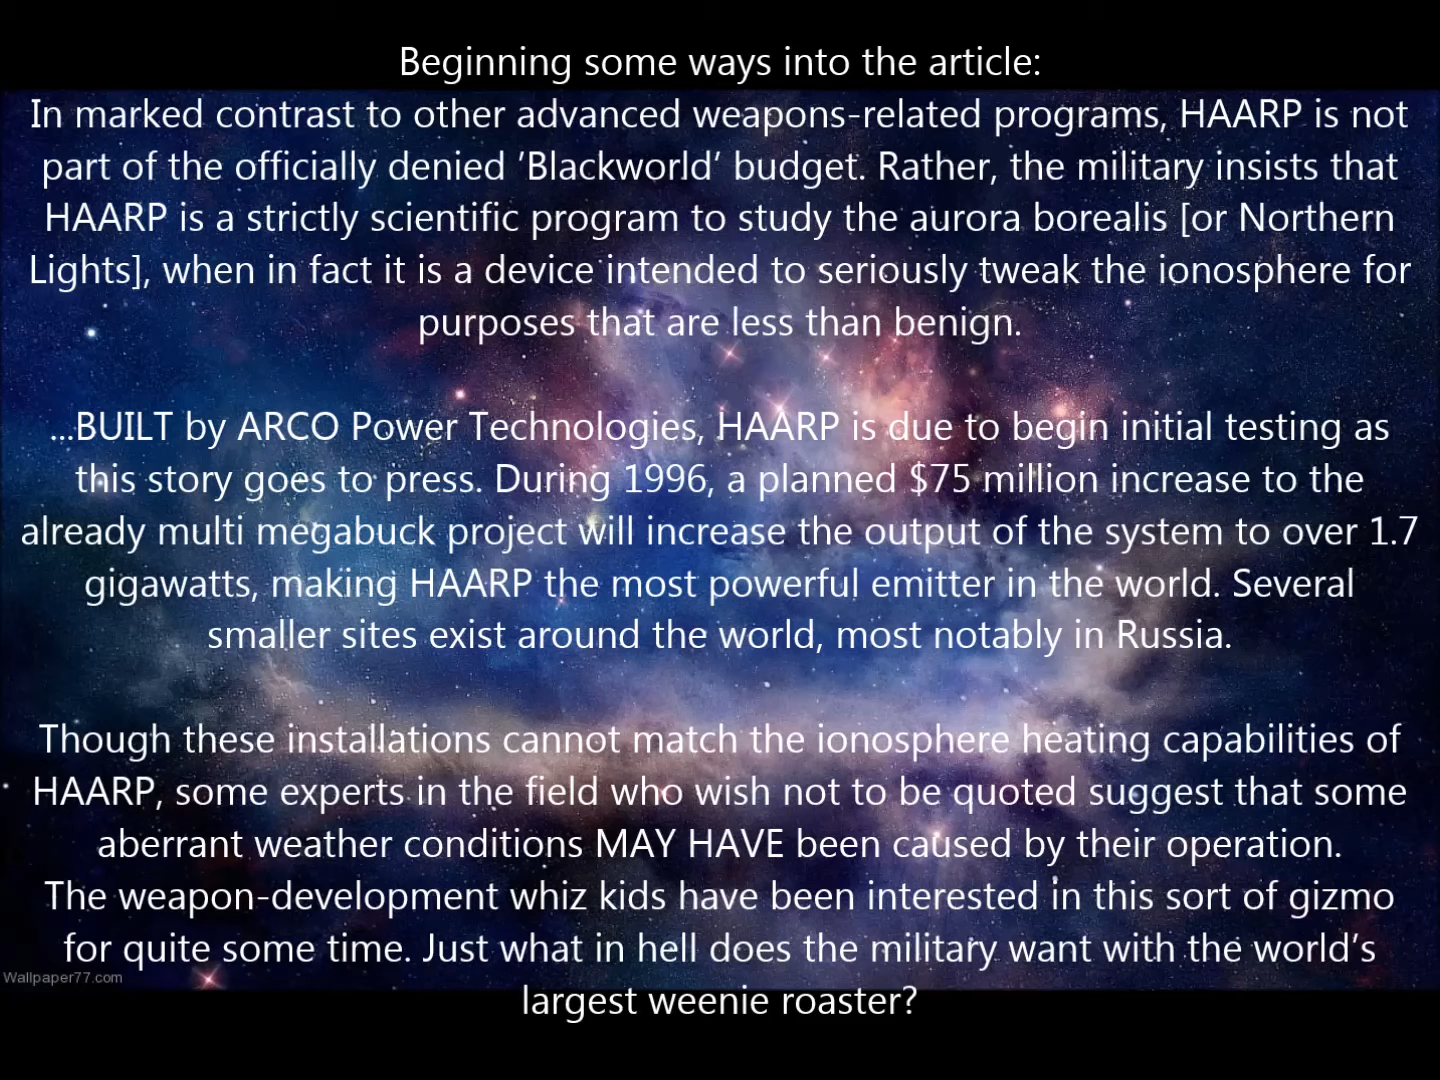 Beginning some ways into the article:
In marked contrast to other advanced weapons-related programs, HAARP is not
part of the officially denied 'Blackworld' budget. Rather, the military insists that
HAARP is a strictly scientific program to study the aurora borealis [or Northern
Lights], when in fact it is a device intended to seriously tweak the ionosphere for
purposes that are less than benign.
...BUILT by ARCO Power Technologies, HAARP is due to begin initial testing as
this story goes to press. During 1996, a planned $75 million increase to the
already multi megabuck project will increase the output of the system to over 1.7
gigawatts, making HAARP the most powerful emitter in the world. Several
smaller sites exist around the world, most notably in Russia.
Though these installations cannot match the ionosphere heating capabilities of
HAARP, some experts in the field who wish not to be quoted suggest that some
aberrant weather conditions MAY HAVE been caused by their operation.
The weapon-development whiz kids have been interested in this sort of gizmo
for quite some time. Just what in hell does the military want with the world's
Wallpaper77.com
largest weenie roaster?